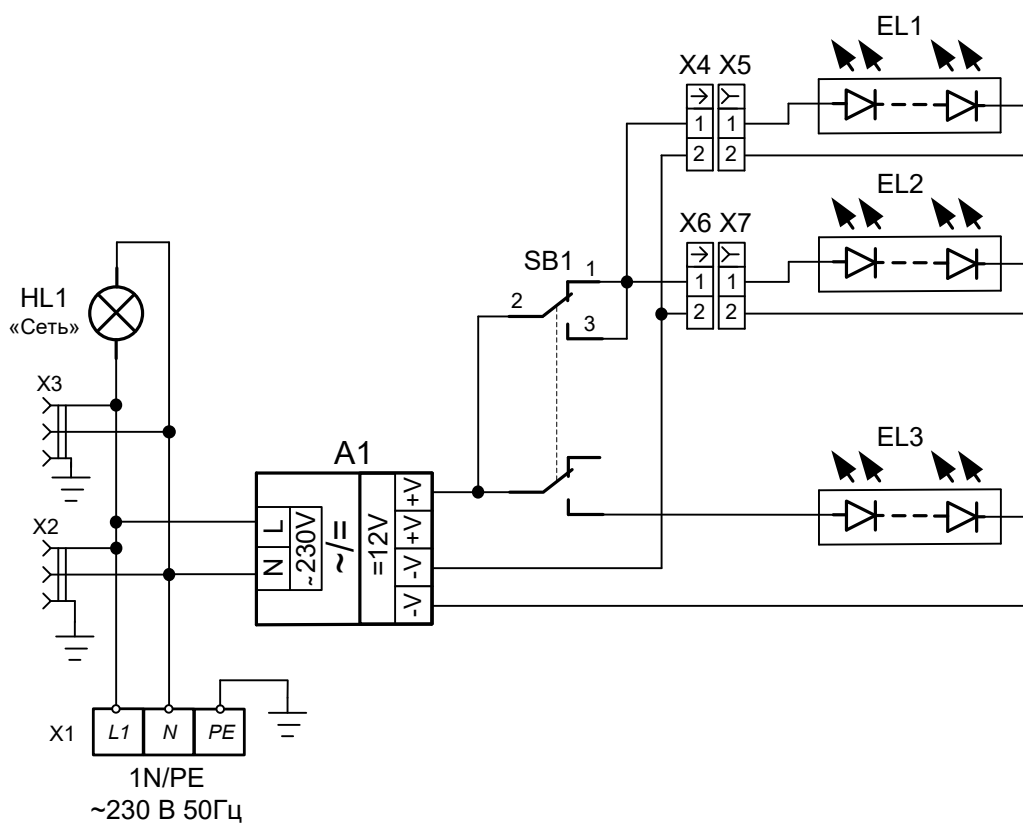 EL1
X4 X5
1 1
2 2
EL2
X6 X7
SB1
1
1 1
HL1
2
2 2
«Сеть»
3
X3
EL3
A1
X2
L
N
~230V
~/=
=12V
+V
+V
-V
-V
X1
L1 N PE
1N/PE
~230 В 50Гц